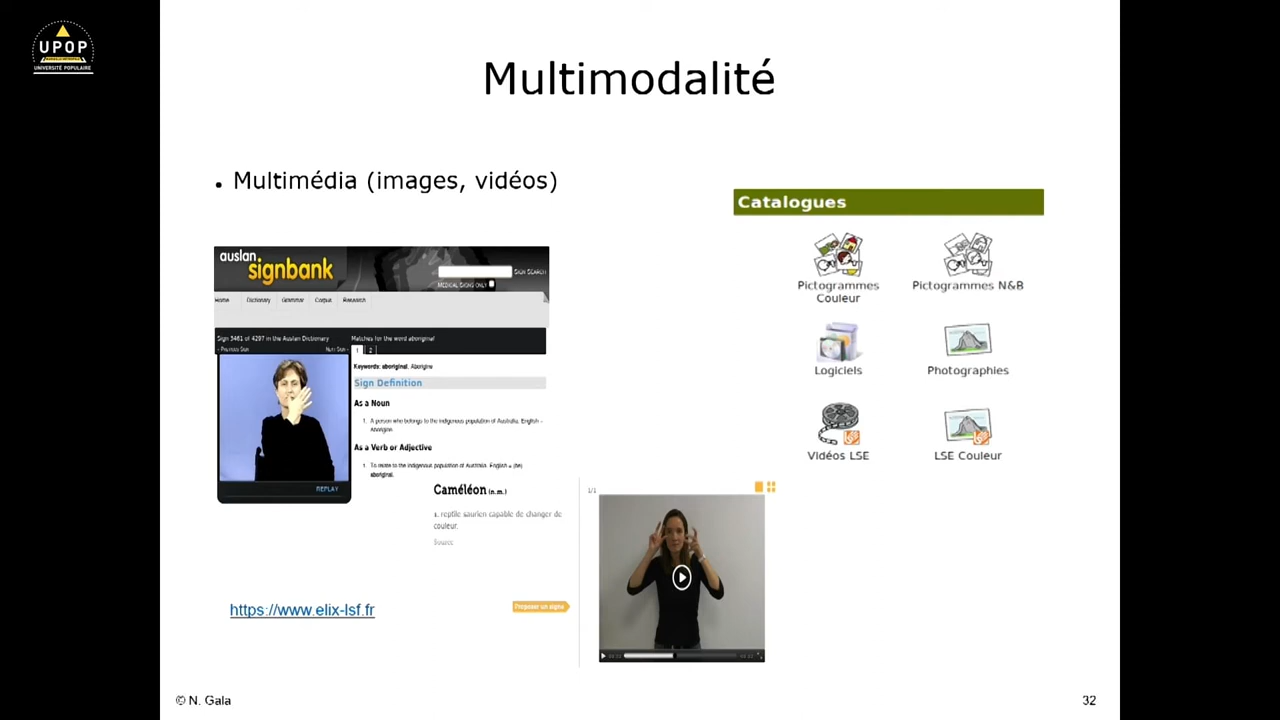 UPOP
UNIVERSITÉ POPULAIRE
Multimodalité
• Multimédia (images, vidéos)
auslan
signbank
SIGN SEARCH
MEDICAL SIGNS ONLY
Home Dictionary Grammar Corpus Research
Sign 3461 of 4297 in the Auslan Dictionary
Matches for the word aboriginal
1 2
Keywords: aboriginal, Aborigine
Sign Definition
As a Noun
1. A person who belongs to the indigenous population of Australia. English =
Aborigine.
As a Verb or Adjective
1. To relate to the indigenous population of Australia. English = (be)
aboriginal.
REPLAY
Catalogues
Pictogrammes
Couleur
Pictogrammes N&B
Logiciels
Photographies
Vidéos LSE
LSE Couleur
Caméléon (n.m.)
1. reptile saurien capable de changer de
couleur.
Source
1/1
Proposer un signe
https://www.elix-lsf.fr
© N. Gala
32